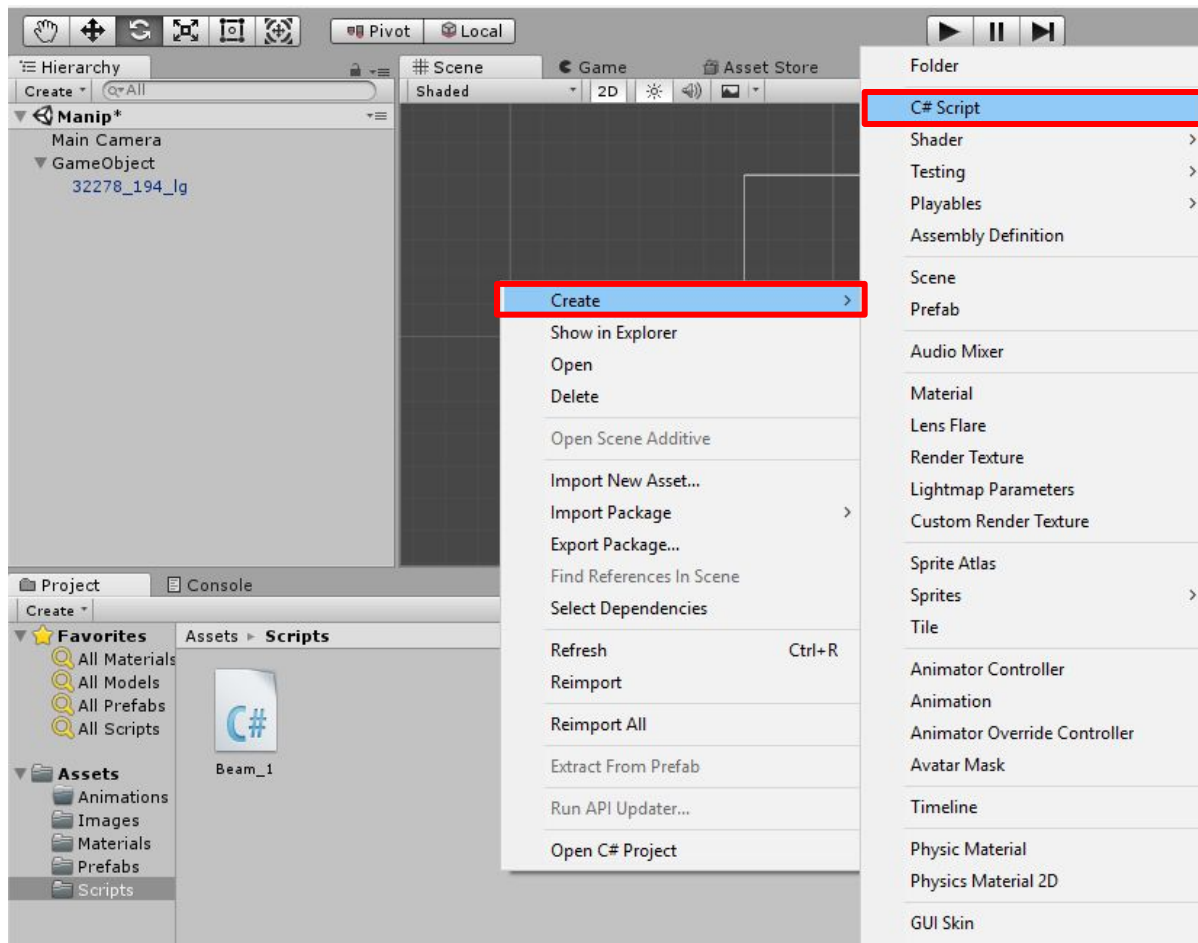 Pivot
Local
Hierarchy
Create
All
Manip*
Main Camera
GameObject
32278_194_lg
Scene
Game
Asset Store
Shaded
2D
Create
Show in Explorer
Open
Delete
Open Scene Additive
Import New Asset...
Import Package
Export Package...
Find References In Scene
Select Dependencies
Refresh Ctrl+R
Reimport
Reimport All
Extract From Prefab
Run API Updater...
Open C# Project
Folder
C# Script
Shader
Testing
Playables
Assembly Definition
Scene
Prefab
Audio Mixer
Material
Lens Flare
Render Texture
Lightmap Parameters
Custom Render Texture
Sprite Atlas
Sprites
Tile
Animator Controller
Animation
Animator Override Controller
Avatar Mask
Timeline
Physic Material
Physics Material 2D
GUI Skin
Project
Console
Create
Favorites
All Materials
All Models
All Prefabs
All Scripts
Assets
Animations
Images
Materials
Prefabs
Scripts
Assets Scripts
C#
Beam_1